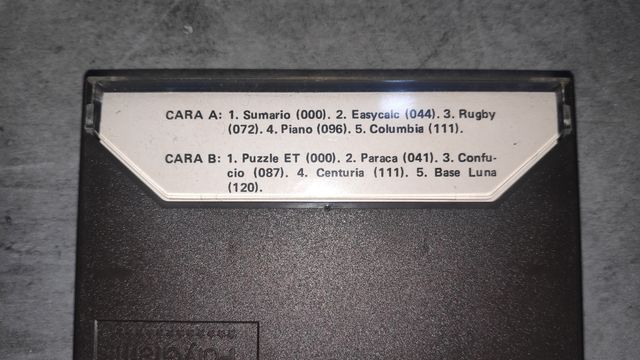 CARA A: 1. Sumario (000). 2. Easycalc (044). 3. Rugby
(072). 4. Piano (096). 5. Columbia (111).
CARA B: 1. Puzzle ET (000). 2. Paraca (041). 3. Confu-
cio (087). 4. Centuria (111). 5. Base Luna
(120).